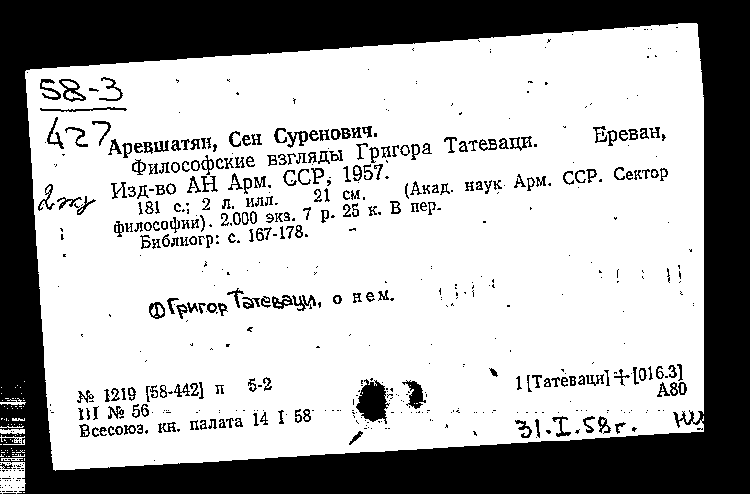 58-3
427
Аревшатян, Сен Суренович.
Философские взгляды Григора Татеваци. Ереван,
Изд-во АН Арм. ССР, 1957.
181 с.; 2 л. илл. 21 см. (Акад. наук Арм. ССР. Сектор
философии). 2.000 экз. 7 р. 25 к. В пер.
Библиогр: с. 167-178.
① Григор Татеваци, о нем.
№ 1219 [58-442] п 5-2
III № 56
Всесоюз. кн. палата 14 I 58
1 [Татеваци] + [016.3]
А80
31.I.58г.